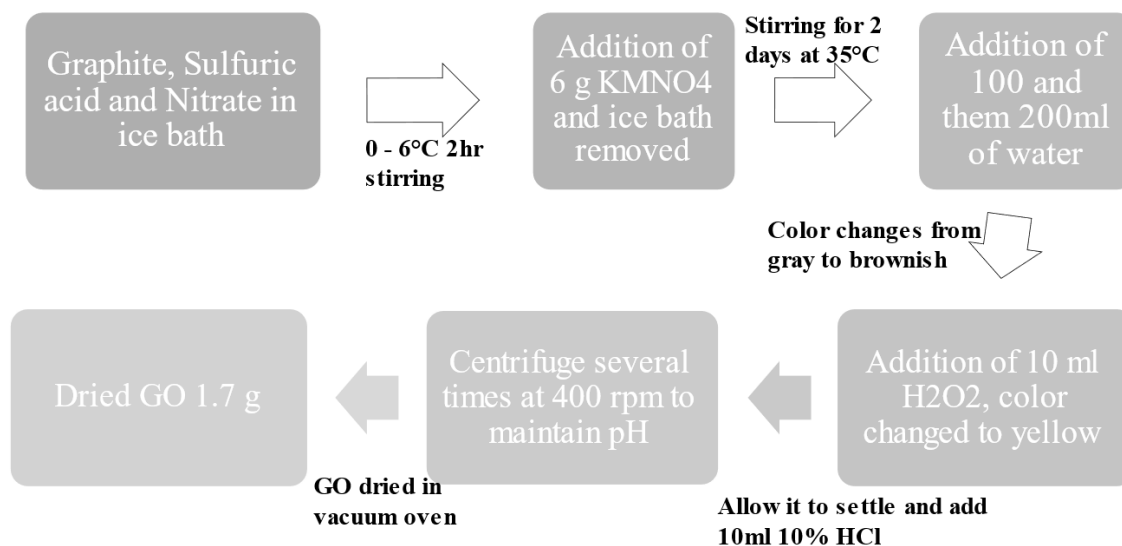 Graphite, Sulfuric
acid and Nitrate in
ice bath
0 - 6°C 2hr
stirring
Addition of
6 g KMNO4
and ice bath
removed
Stirring for 2
days at 35°C
Addition of
100 and
them 200ml
of water
Color changes from
gray to brownish
Addition of 10 ml
H2O2, color
changed to yellow
Allow it to settle and add
10ml 10% HCl
Centrifuge several
times at 400 rpm to
maintain pH
GO dried in
vacuum oven
Dried GO 1.7 g